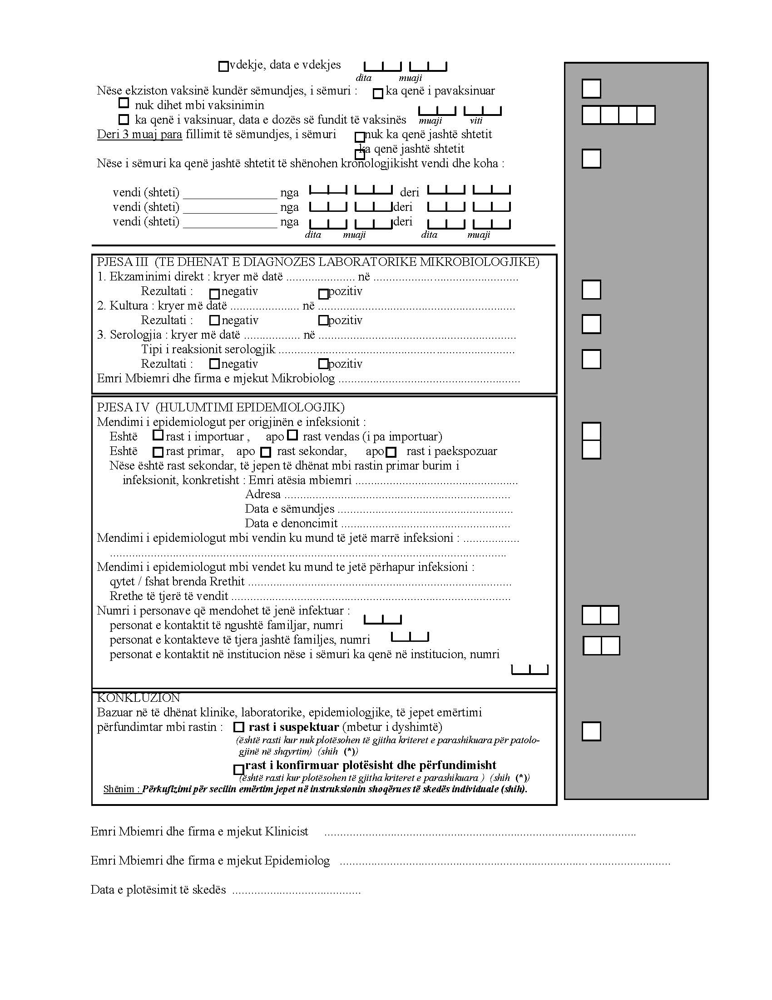 vdekje, data e vdekjes
dita muaji
Nëse ekziston vaksinë kundër sëmundjes, i sëmuri : ka qenë i pavaksinuar
nuk dihet mbi vaksinimin
ka qenë i vaksinuar, data e dozës së fundit të vaksinës muaji viti
Deri 3 muaj para fillimit të sëmundjes, i sëmuri nuk ka qenë jashtë shtetit
ka qenë jashtë shtetit
Nëse i sëmuri ka qenë jashtë shtetit të shënohen kronologjikisht vendi dhe koha :
vendi (shteti) _______________ nga deri
vendi (shteti) _______________ nga deri
vendi (shteti) _______________ nga deri
dita muaji dita muaji
PJESA III (TE DHENAT E DIAGNOZES LABORATORIKE MIKROBIOLOGJIKE)
1. Ekzaminimi direkt : kryer më datë ...................... në ..............................................
Rezultati : negativ pozitiv
2. Kultura : kryer më datë ...................... në ...............................................................
Rezultati : negativ pozitiv
3. Serologjia : kryer më datë .................. në ...............................................................
Tipi i reaksionit serologjik ...........................................................................
Rezultati : negativ pozitiv
Emri Mbiemri dhe firma e mjekut Mikrobiolog ..........................................................
PJESA IV (HULUMTIMI EPIDEMIOLOGJIK)
Mendimi i epidemiologut per origjinën e infeksionit :
Eshtë rast i importuar , apo rast vendas (i pa importuar)
Eshtë rast primar, apo rast sekondar, apo rast i paekspozuar
Nëse është rast sekondar, të jepen të dhënat mbi rastin primar burim i
infeksionit, konkretisht : Emri atësia mbiemri ....................................................
Adresa ........................................................................
Data e sëmundjes ........................................................
Data e denoncimit ......................................................
Mendimi i epidemiologut mbi vendin ku mund të jetë marrë infeksioni : ..................
..............................................................................................................................
Mendimi i epidemiologut mbi vendet ku mund te jetë përhapur infeksioni :
qytet / fshat brenda Rrethit ....................................................................................
Rrethe të tjerë të vendit .........................................................................................
Numri i personave që mendohet të jenë infektuar :
personat e kontaktit të ngushtë familjar, numri
personat e kontakteve të tjera jashtë familjes, numri
personat e kontaktit në institucion nëse i sëmuri ka qenë në institucion, numri
KONKLUZION
Bazuar në të dhënat klinike, laboratorike, epidemiologjike, të jepet emërtimi
përfundimtar mbi rastin : rast i suspektuar (mbetur i dyshimtë)
(është rasti kur nuk plotësohen të gjitha kriteret e parashikuara për patolo-
gjinë në shqyrtim) (shih (*))
rast i konfirmuar plotësisht dhe përfundimisht
(është rasti kur plotësohen të gjitha kriteret e parashikuara ) (shih (*))
Shënim : Përkufizimi për secilin emërtim jepet në instruksionin shoqërues të skedës individuale (shih).
Emri Mbiemri dhe firma e mjekut Klinicist ...................................................................................................
Emri Mbiemri dhe firma e mjekut Epidemiolog .........................................................................................................
Data e plotësimit të skedës .........................................